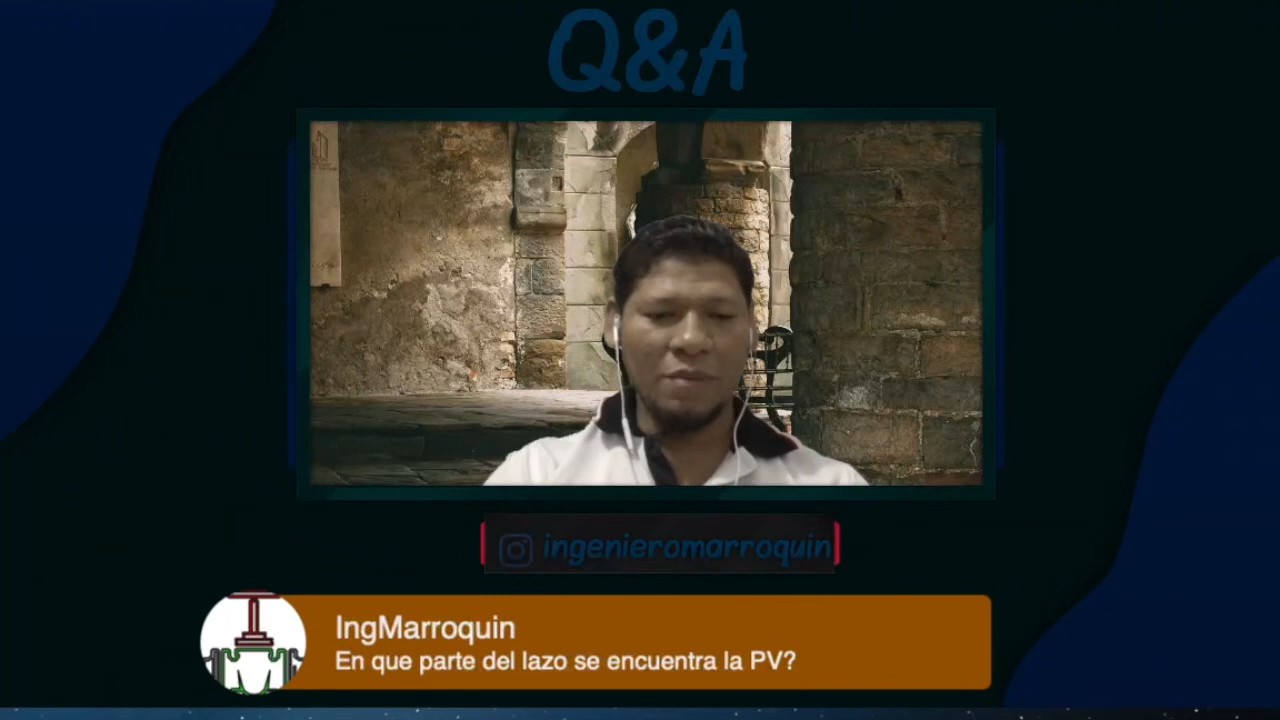 Q&A
ingenieromarroquin
IngMarroquin
En que parte del lazo se encuentra la PV?